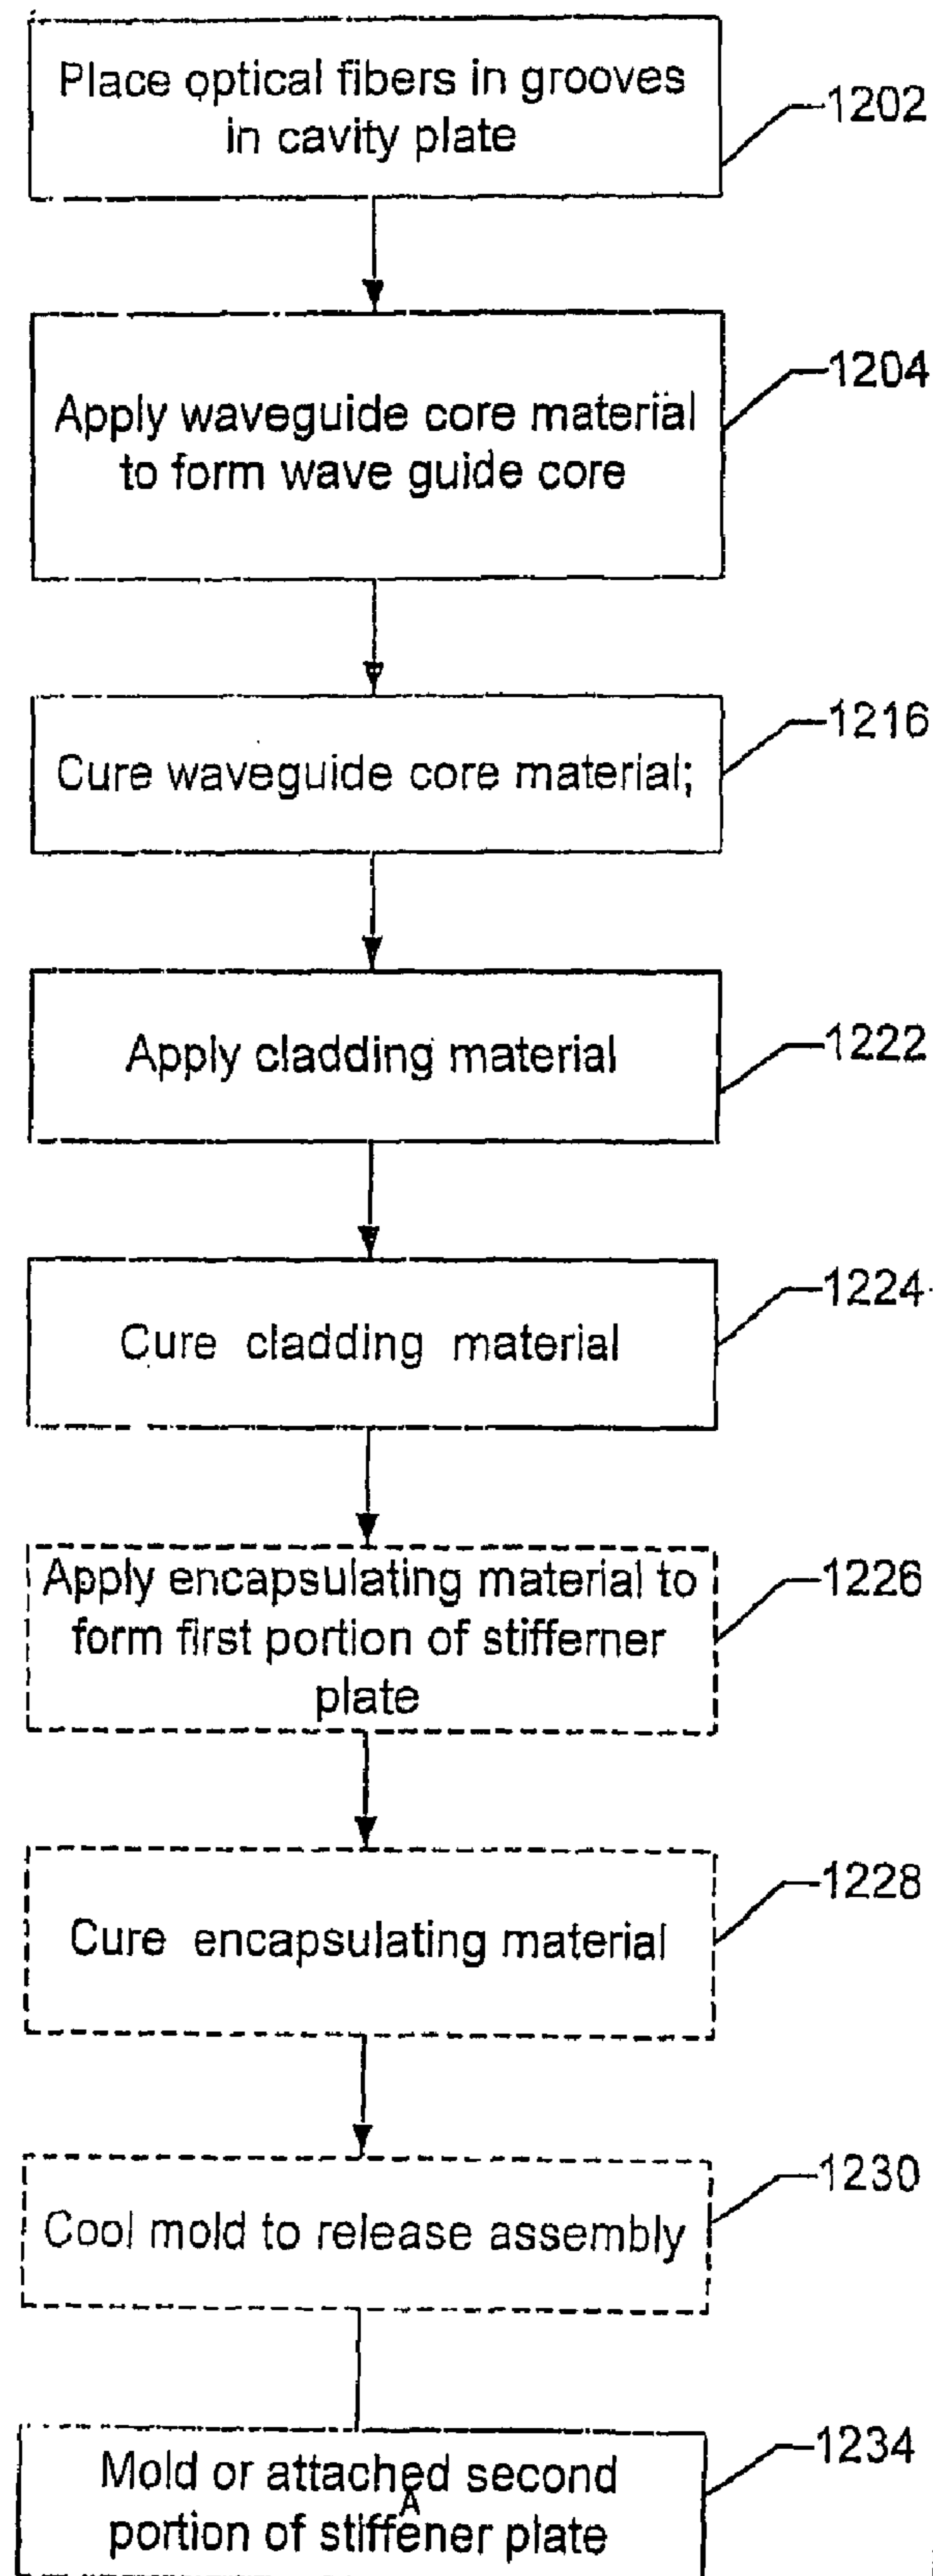 Place optical fibers in grooves
in cavity plate
1202
Apply waveguide core material
to form wave guide core
1204
Cure waveguide core material;
1216
Apply cladding material
1222
Cure cladding material
1224
Apply encapsulating material to
form first portion of stifferner
plate
1226
Cure encapsulating material
1228
Cool mold to release assembly
1230
Mold or attached second
portion of stiffener plate
A
1234